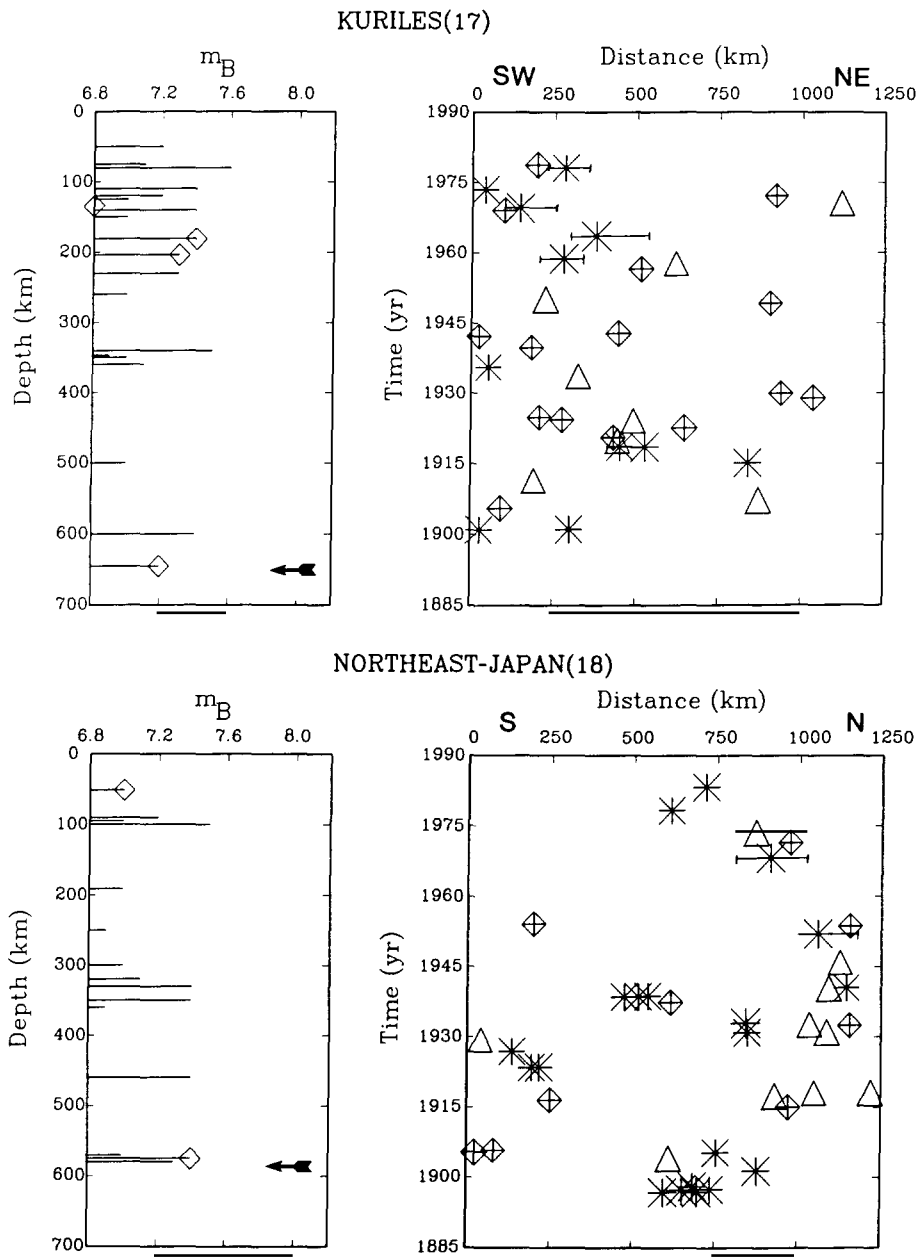 KURILES(17)
m_B
6.8 7.2 7.6 8.0
Depth (km)
0
100
200
300
400
500
600
700
Distance (km)
SW NE
0 250 500 750 1000 1250
Time (yr)
1990
1975
1960
1945
1930
1915
1900
1885
NORTHEAST-JAPAN(18)
m_B
6.8 7.2 7.6 8.0
Depth (km)
0
100
200
300
400
500
600
700
Distance (km)
S N
0 250 500 750 1000 1250
Time (yr)
1990
1975
1960
1945
1930
1915
1900
1885